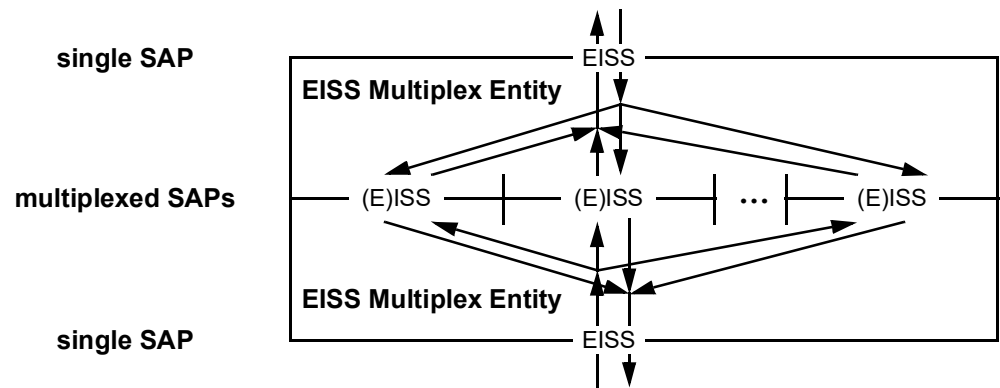 single SAP
EISS
EISS Multiplex Entity
multiplexed SAPs
(E)ISS
(E)ISS
...
(E)ISS
EISS Multiplex Entity
single SAP
EISS